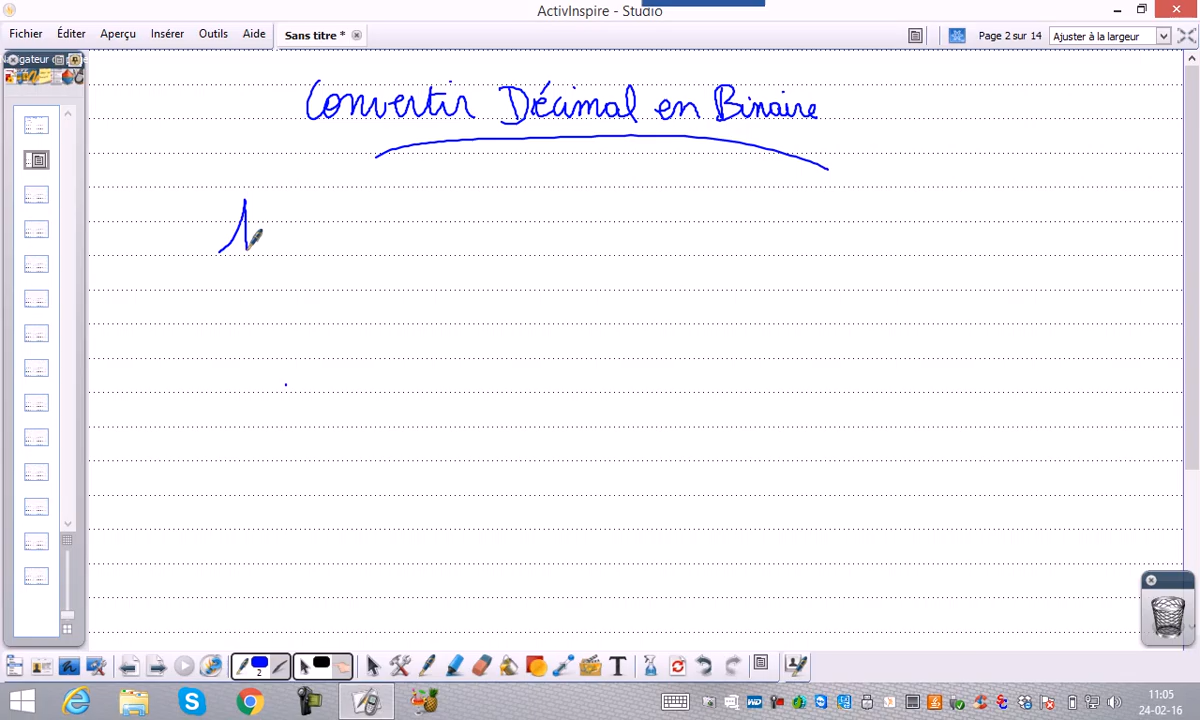 ActivInspire - Studio
Fichier Éditer Aperçu Insérer Outils Aide Sans titre * Page 2 sur 14 Ajuster à la largeur
Convertir Décimal en Binaire
1
2
T
11:05
24-02-16